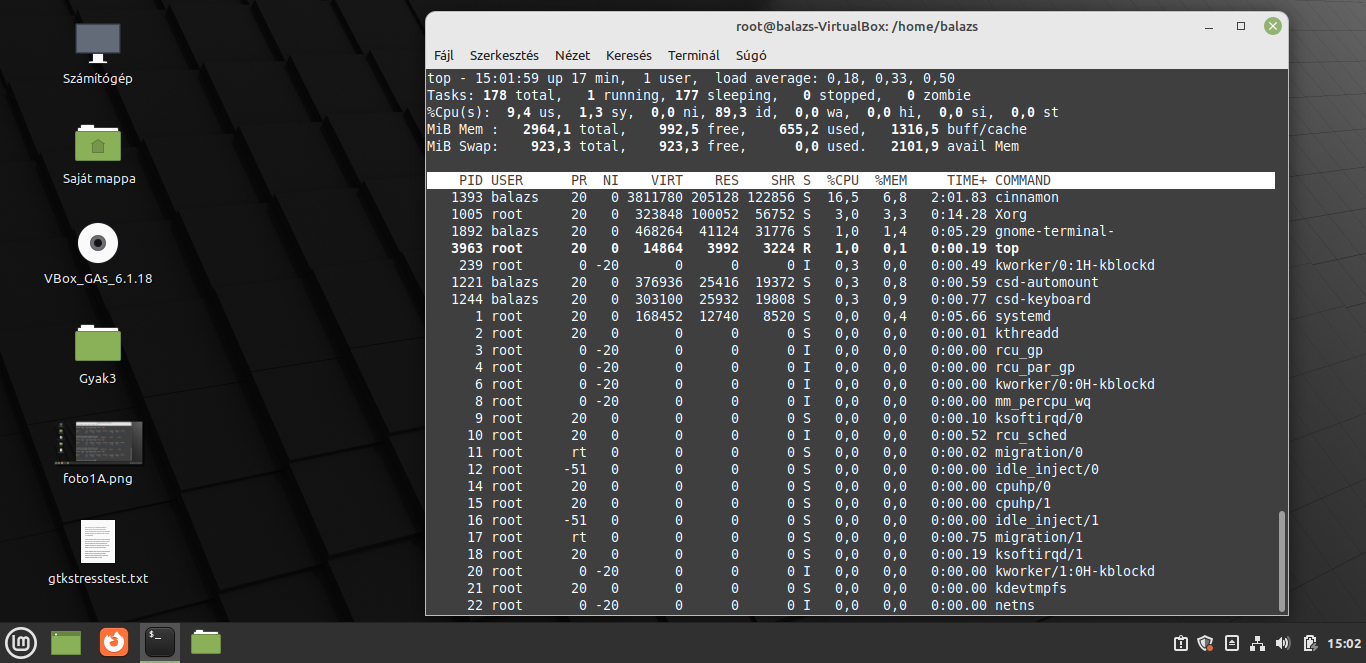 Számítógép
Saját mappa
VBox_GAs_6.1.18
Gyak3
foto1A.png
gtkstresstest.txt
root@balazs-VirtualBox: /home/balazs
Fájl Szerkesztés Nézet Keresés Terminál Súgó
top - 15:01:59 up 17 min,  1 user,  load average: 0,18, 0,33, 0,50
Tasks: 178 total,   1 running, 177 sleeping,   0 stopped,   0 zombie
%Cpu(s):  9,4 us,  1,3 sy,  0,0 ni, 89,3 id,  0,0 wa,  0,0 hi,  0,0 si,  0,0 st
MiB Mem :   2964,1 total,    992,5 free,    655,2 used,   1316,5 buff/cache
MiB Swap:    923,3 total,    923,3 free,      0,0 used.   2101,9 avail Mem
PID USER      PR  NI    VIRT    RES    SHR S  %CPU  %MEM     TIME+ COMMAND
1393 balazs    20   0 3811780 205128 122856 S  16,5   6,8   2:01.83 cinnamon
1005 root      20   0  323848 100052  56752 S   3,0   3,3   0:14.28 Xorg
1892 balazs    20   0  468264  41124  31776 S   1,0   1,4   0:05.29 gnome-terminal-
3963 root      20   0   14864   3992   3224 R   1,0   0,1   0:00.19 top
239 root       0 -20       0      0      0 I   0,3   0,0   0:00.49 kworker/0:1H-kblockd
1221 balazs    20   0  376936  25416  19372 S   0,3   0,8   0:00.59 csd-automount
1244 balazs    20   0  303100  25932  19808 S   0,3   0,9   0:00.77 csd-keyboard
1 root      20   0  168452  12740   8520 S   0,0   0,4   0:05.66 systemd
2 root      20   0       0      0      0 S   0,0   0,0   0:00.01 kthreadd
3 root       0 -20       0      0      0 I   0,0   0,0   0:00.00 rcu_gp
4 root       0 -20       0      0      0 I   0,0   0,0   0:00.00 rcu_par_gp
6 root       0 -20       0      0      0 I   0,0   0,0   0:00.00 kworker/0:0H-kblockd
8 root       0 -20       0      0      0 I   0,0   0,0   0:00.00 mm_percpu_wq
9 root      20   0       0      0      0 S   0,0   0,0   0:00.10 ksoftirqd/0
10 root      20   0       0      0      0 I   0,0   0,0   0:00.52 rcu_sched
11 root      rt   0       0      0      0 S   0,0   0,0   0:00.02 migration/0
12 root     -51   0       0      0      0 S   0,0   0,0   0:00.00 idle_inject/0
14 root      20   0       0      0      0 S   0,0   0,0   0:00.00 cpuhp/0
15 root      20   0       0      0      0 S   0,0   0,0   0:00.00 cpuhp/1
16 root     -51   0       0      0      0 S   0,0   0,0   0:00.00 idle_inject/1
17 root      rt   0       0      0      0 S   0,0   0,0   0:00.75 migration/1
18 root      20   0       0      0      0 S   0,0   0,0   0:00.19 ksoftirqd/1
20 root       0 -20       0      0      0 I   0,0   0,0   0:00.00 kworker/1:0H-kblockd
21 root      20   0       0      0      0 S   0,0   0,0   0:00.00 kdevtmpfs
22 root       0 -20       0      0      0 I   0,0   0,0   0:00.00 netns
15:02